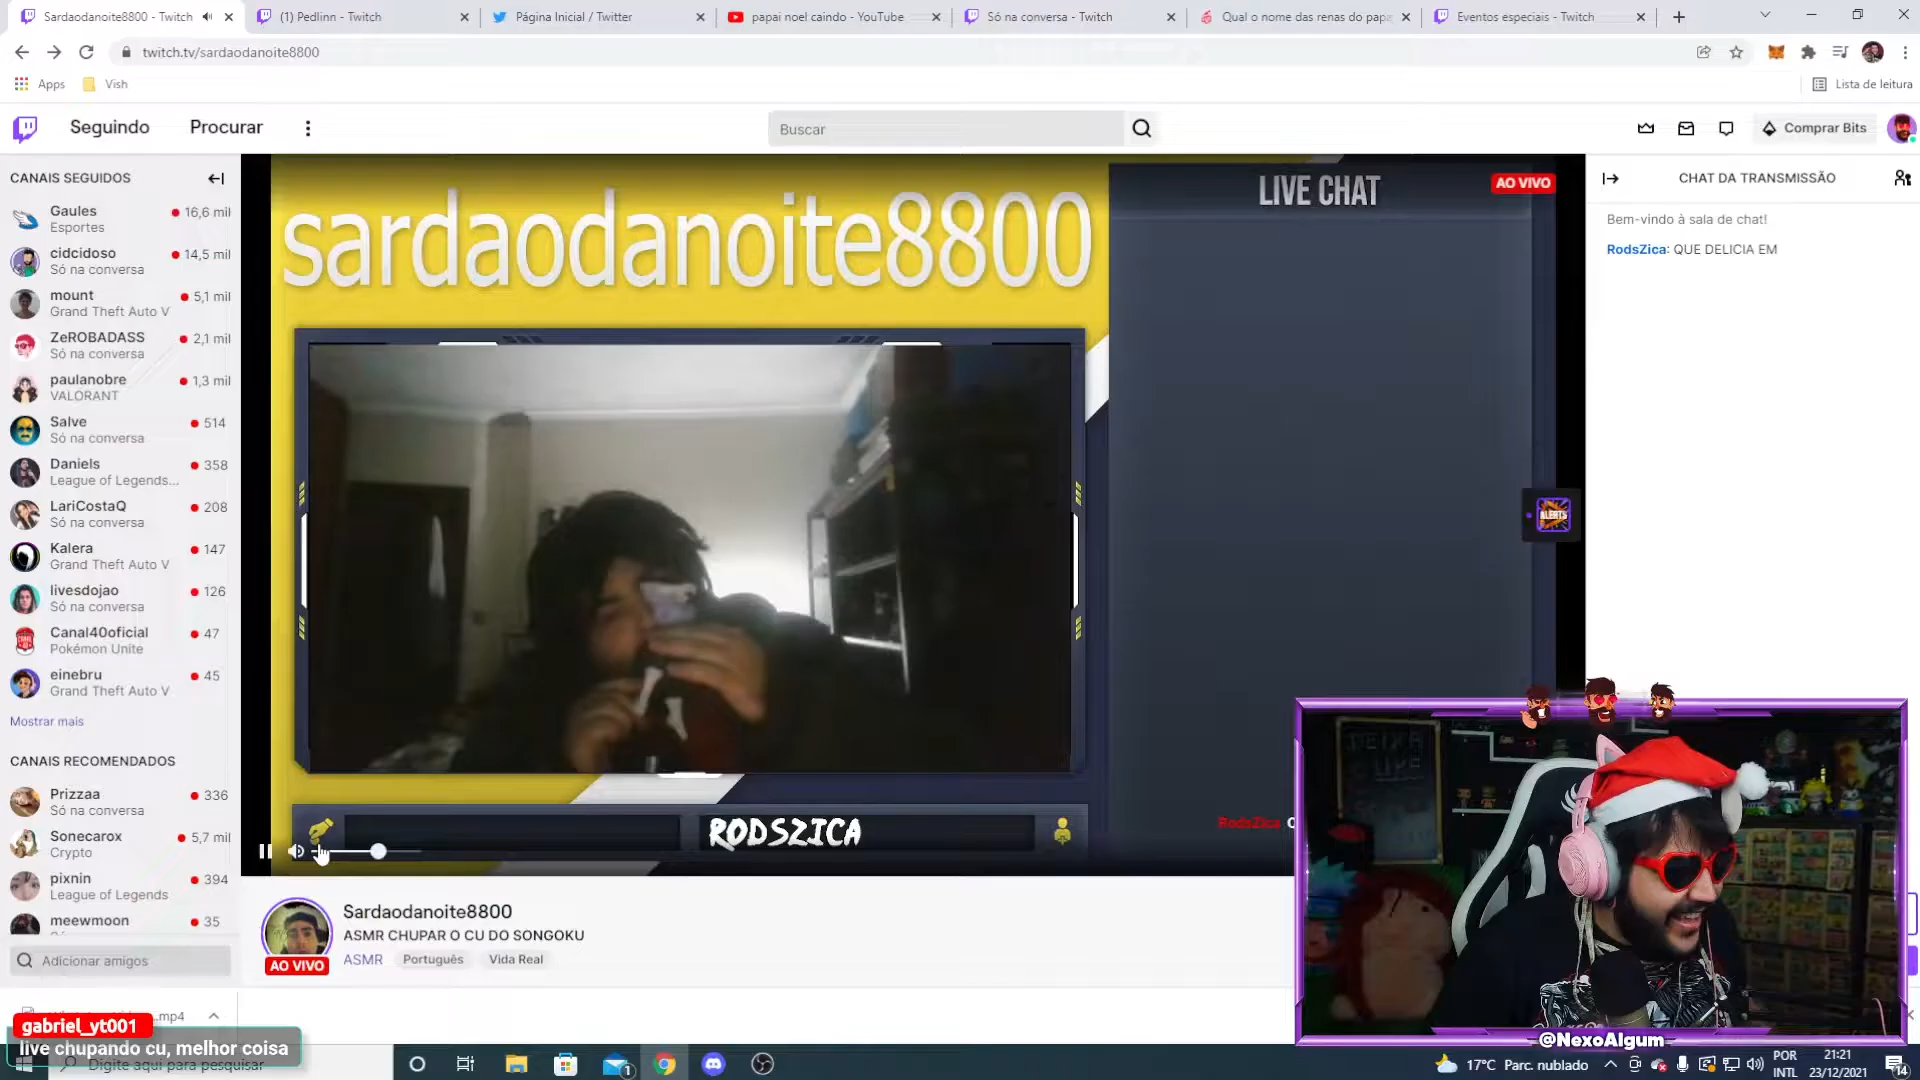 Sardaodanoite8800 - Twitch
(1) Pedlinn - Twitch
Página Inicial / Twitter
papai noel caindo - YouTube
Só na conversa - Twitch
Qual o nome das renas do papa
Eventos especiais - Twitch
twitch.tv/sardaodanoite8800
Apps
Vish
Lista de leitura
Seguindo
Procurar
Buscar
Comprar Bits
CANAIS SEGUIDOS
Gaules
16,6 mil
Esportes
cidcidoso
14,5 mil
Só na conversa
mount
5,1 mil
Grand Theft Auto V
ZeROBADASS
2,1 mil
Só na conversa
paulanobre
1,3 mil
VALORANT
Salve
514
Só na conversa
Daniels
358
League of Legends...
LariCostaQ
208
Só na conversa
Kalera
147
Grand Theft Auto V
livesdojao
126
Só na conversa
Canal40oficial
47
Pokémon Unite
einebru
45
Grand Theft Auto V
Mostrar mais
CANAIS RECOMENDADOS
Prizzaa
336
Só na conversa
Sonecarox
5,7 mil
Crypto
pixnin
394
League of Legends
meewmoon
35
Adicionar amigos
sardaodanoite8800
LIVE CHAT
AO VIVO
ALERTS
RODSZICA
RodsZica
CHAT DA TRANSMISSÃO
Bem-vindo à sala de chat!
RodsZica: QUE DELICIA EM
Sardaodanoite8800
ASMR CHUPAR O CU DO SONGOKU
AO VIVO
ASMR
Português
Vida Real
.mp4
gabriel_yt001
live chupando cu, melhor coisa
Digite aqui para pesquisar
1
@NexoAlgum
17°C Parc. nublado
POR
INTL
21:21
23/12/2021
14